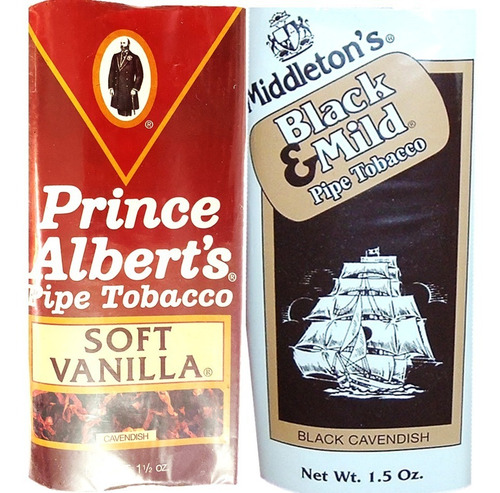 Prince
Albert's®
Pipe Tobacco
SOFT
VANILLA®
CAVENDISH
1½ oz
Middleton's®
Black
& Mild®
Pipe Tobacco
BLACK CAVENDISH
Net Wt. 1.5 Oz.